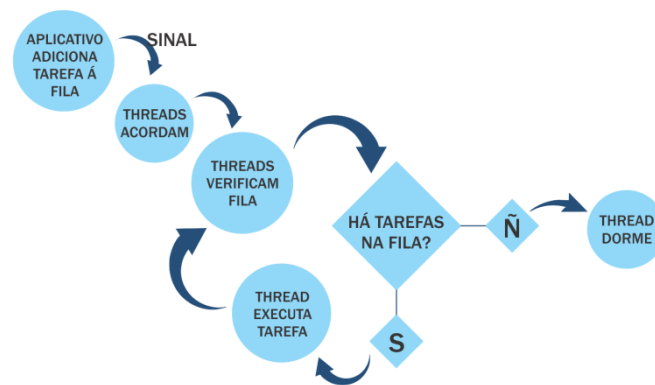 APLICATIVO
ADICIONA
TAREFA Á
FILA
SINAL
THREADS
ACORDAM
THREADS
VERIFICAM
FILA
HÁ TAREFAS
NA FILA?
Ñ
THREAD
DORME
S
THREAD
EXECUTA
TAREFA